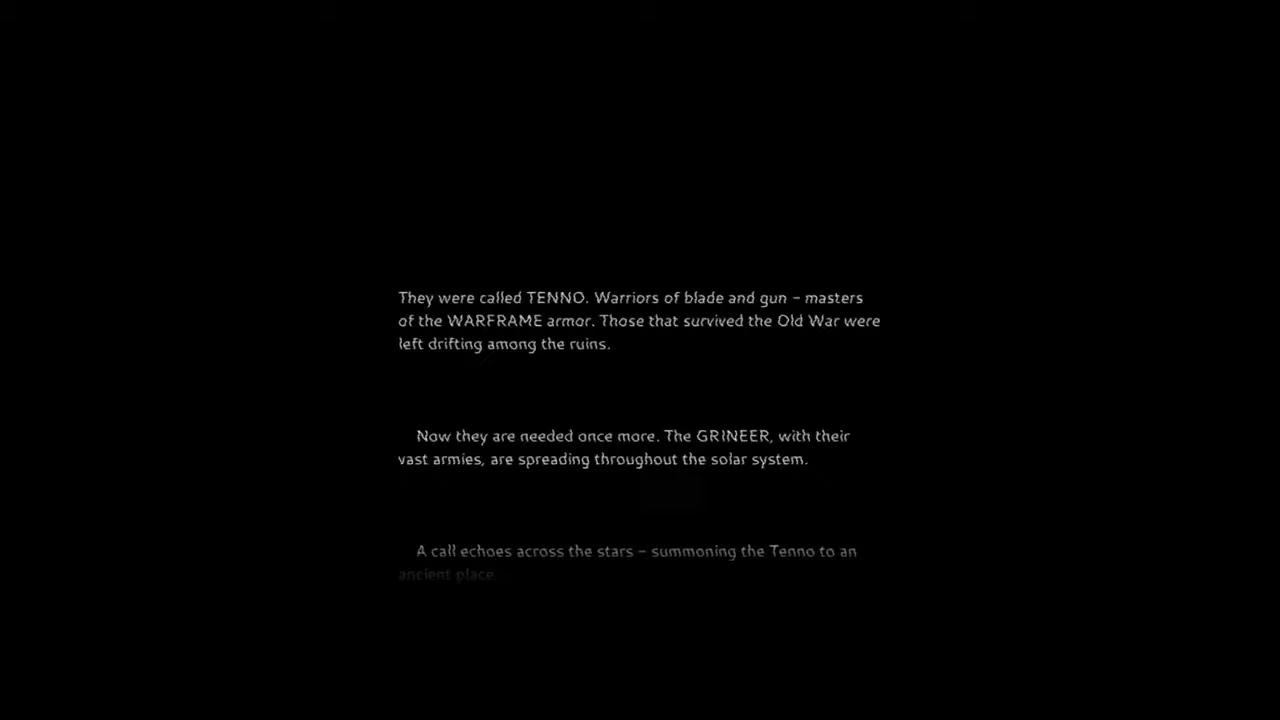 They were called TENNO. Warriors of blade and gun – masters
of the WARFRAME armor. Those that survived the Old War were
left drifting among the ruins.
Now they are needed once more. The GRINEER, with their
vast armies, are spreading throughout the solar system.
A call echoes across the stars – summoning the Tenno to an
ancient place.